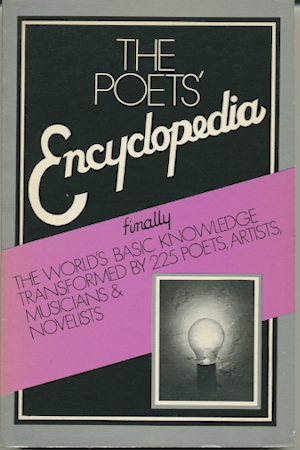 THE
POETS'
Encyclopedia
finally
THE WORLD'S BASIC KNOWLEDGE
TRANSFORMED BY 225 POETS, ARTISTS,
MUSICIANS &
NOVELISTS